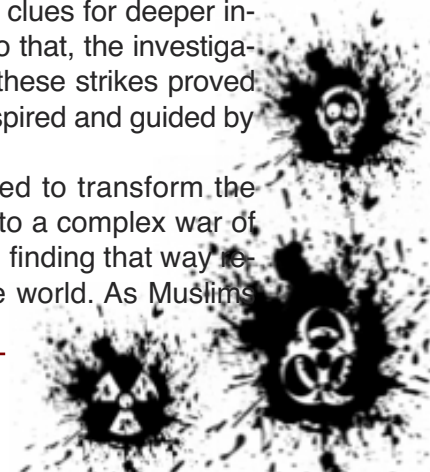 clues for deeper in-
o that, the investiga-
these strikes proved
spired and guided by
ed to transform the
to a complex war of
finding that way re-
e world. As Muslims